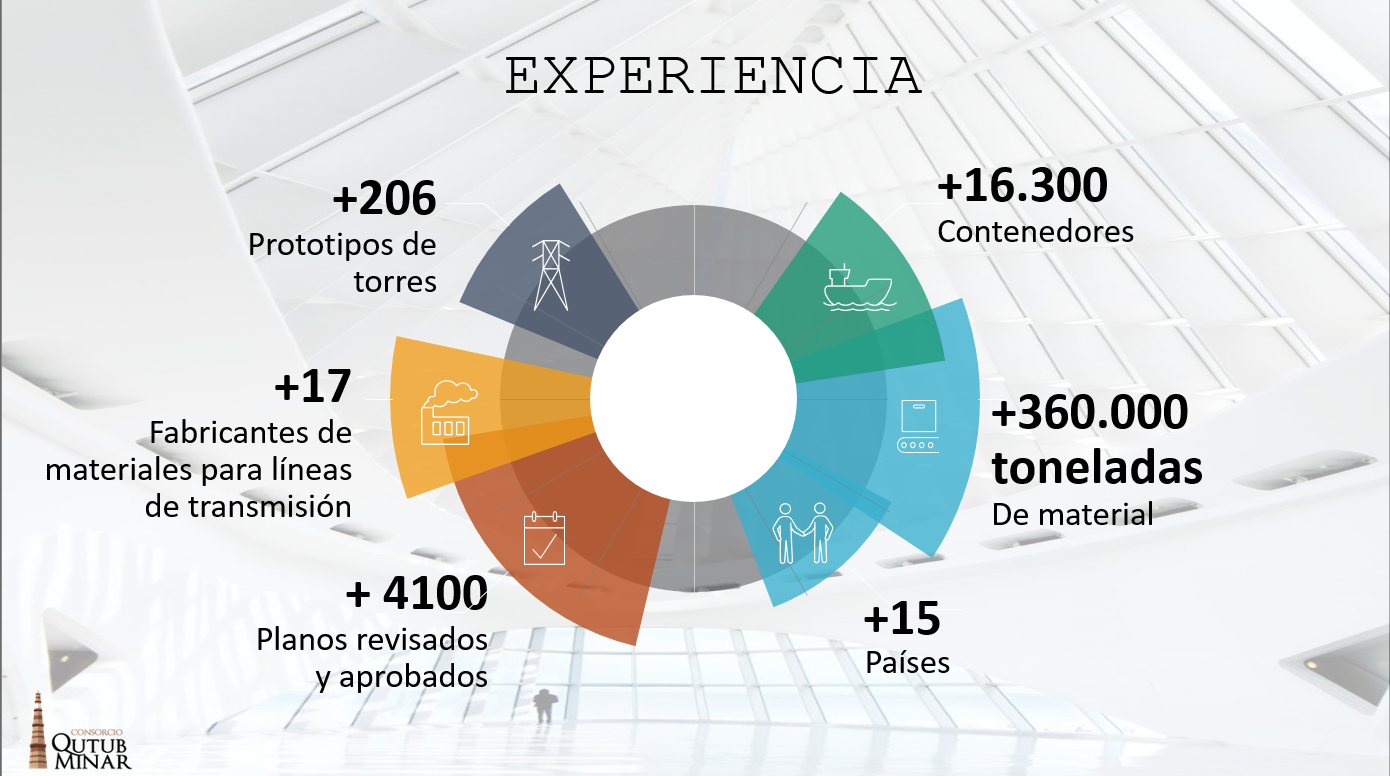 EXPERIENCIA
+206
Prototipos de
torres
+16.300
Contenedores
+17
Fabricantes de
materiales para líneas
de transmisión
+360.000
toneladas
De material
+ 4100
Planos revisados
y aprobados
+15
Países
CONSORCIO
QUTUB
MINAR